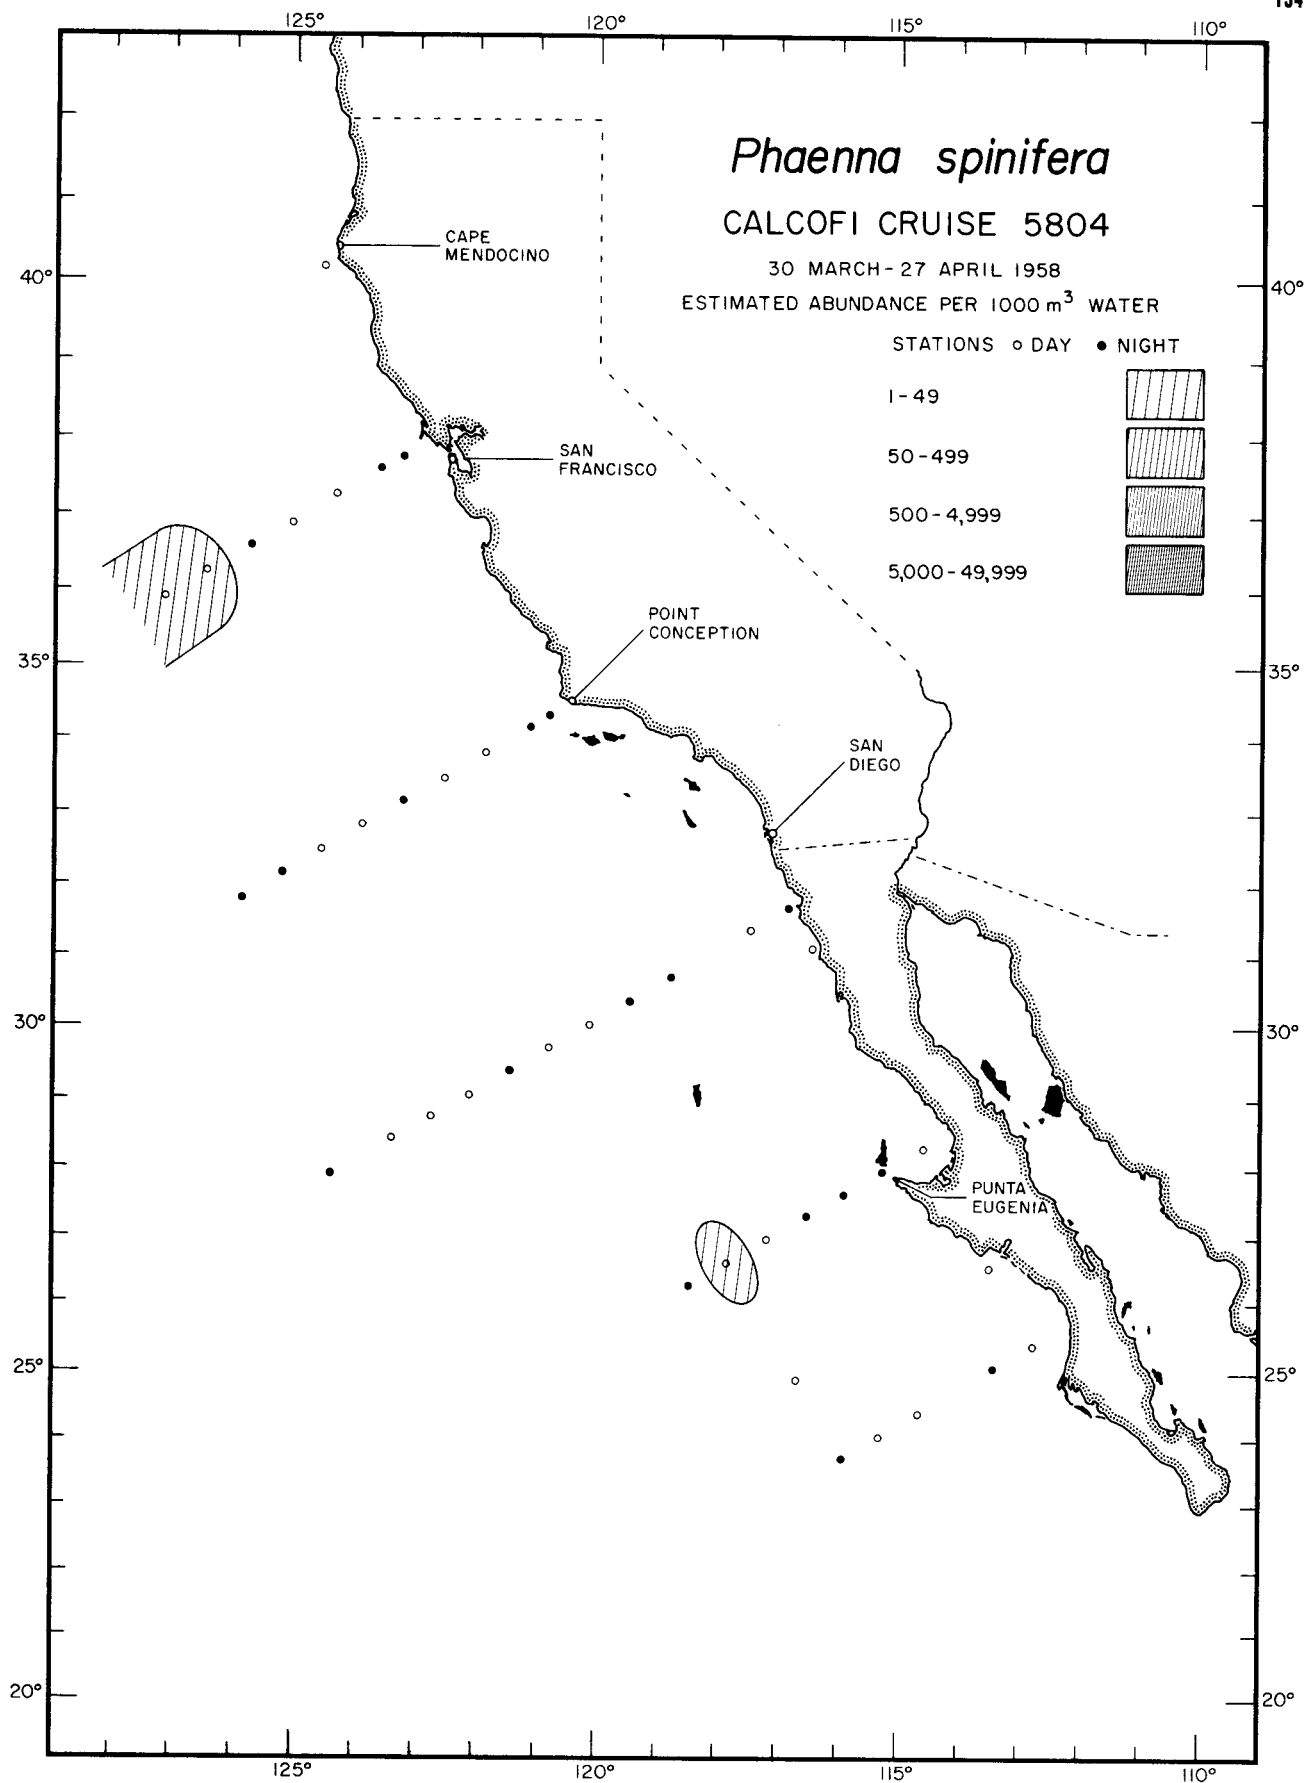 125° 120° 115° 110°
Phaenna spinifera
CALCOFI CRUISE 5804
30 MARCH - 27 APRIL 1958
ESTIMATED ABUNDANCE PER 1000 m³ WATER
STATIONS ○ DAY ● NIGHT
1 - 49
50 - 499
500 - 4,999
5,000 - 49,999
CAPE
MENDOCINO
40° 40°
SAN
FRANCISCO
POINT
CONCEPTION
35° 35°
SAN
DIEGO
30° 30°
PUNTA
EUGENIA
25° 25°
20° 20°
125° 120° 115° 110°